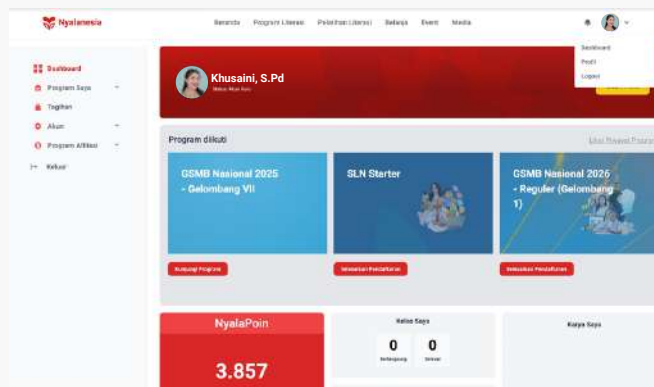 Nyalanesia
Beranda Program Literasi Pelatihan Literasi Belanja Event Media
Dashboard
Profil
Logout
Dashboard
Program Saya
Tagihan
Akun
Program Afiliasi
Keluar
Khusaini, S.Pd
Program diikuti
GSMB Nasional 2025
- Gelombang VII
SLN Starter
GSMB Nasional 2026
- Reguler (Gelombang
1)
Kunjungi Program
Selesaikan Pendaftaran
Selesaikan Pendaftaran
NyalaPoin
3.857
Kelas Saya
0 0
Berlangsung Selesai
Karya Saya